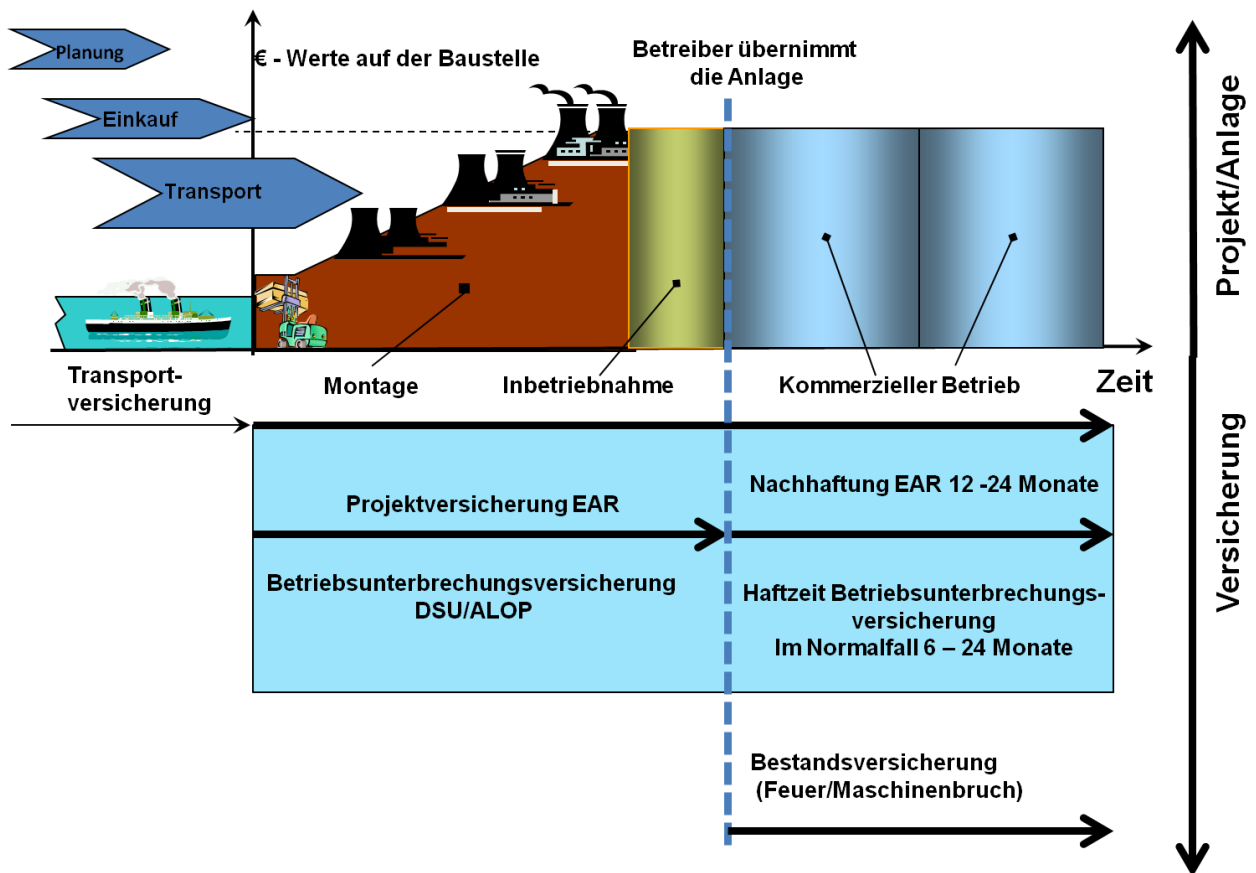 Planung
€ - Werte auf der Baustelle
Betreiber übernimmt
die Anlage
Einkauf
Transport
Projekt/Anlage
Transport-
versicherung
Montage
Inbetriebnahme
Kommerzieller Betrieb
Zeit
Versicherung
Projektversicherung EAR
Nachhaftung EAR 12 -24 Monate
Betriebsunterbrechungsversicherung
DSU/ALOP
Haftzeit Betriebsunterbrechungs-
versicherung
Im Normalfall 6 – 24 Monate
Bestandsversicherung
(Feuer/Maschinenbruch)